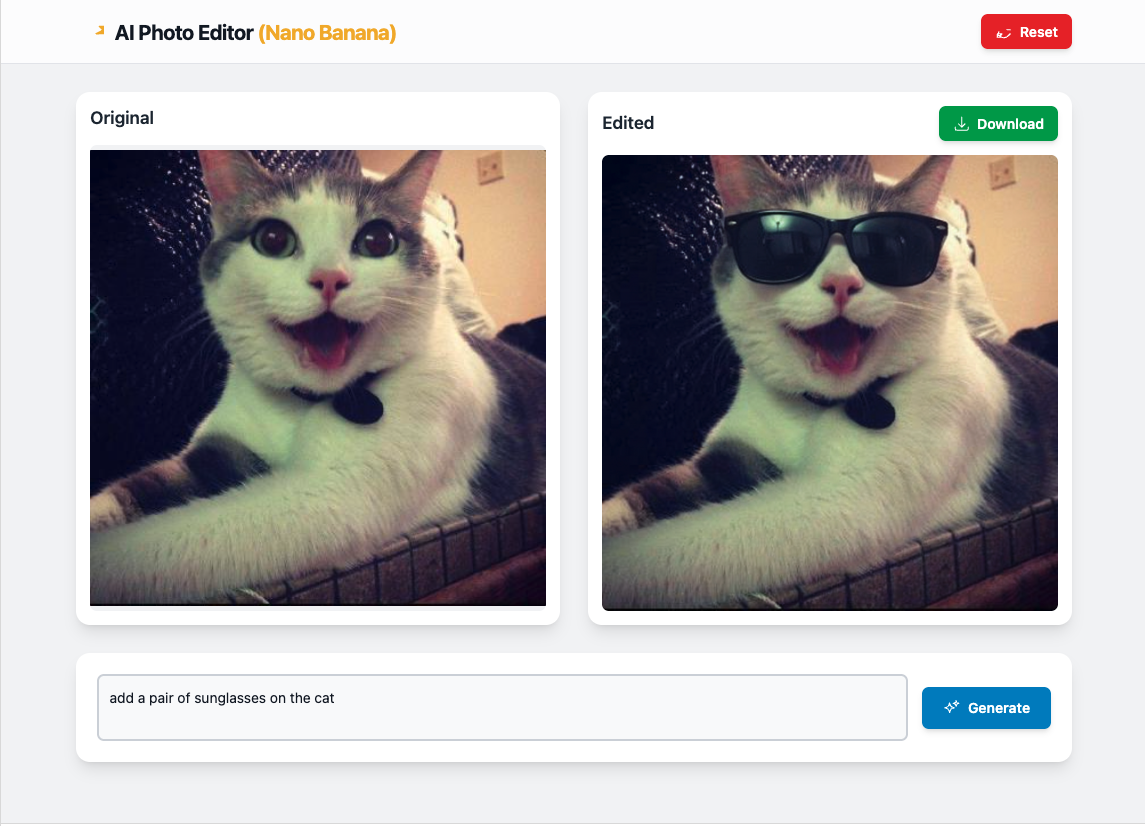 AI Photo Editor (Nano Banana)
Reset
Original
Edited
Download
add a pair of sunglasses on the cat
Generate